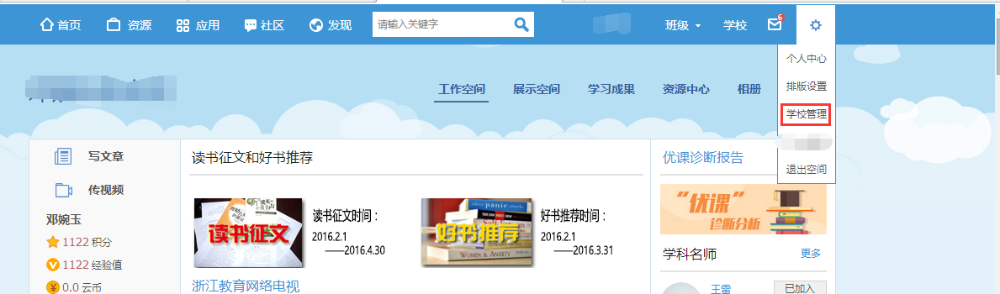 首页 资源 应用 社区 发现 请输入关键字 班级 学校 6
个人中心
排版设置
学校管理
退出空间
工作空间 展示空间 学习成果 资源中心 相册
写文章
传视频
邓婉玉
1122 积分
1122 经验值
0.0 云币
读书征文和好书推荐
读书征文
读书征文时间：
2016.2.1
——2016.4.30
好书推荐
好书推荐时间：
2016.2.1
——2016.3.31
浙江教育网络电视
优课诊断报告
“优课”
诊断分析
学科名师 更多
王雷 已加入